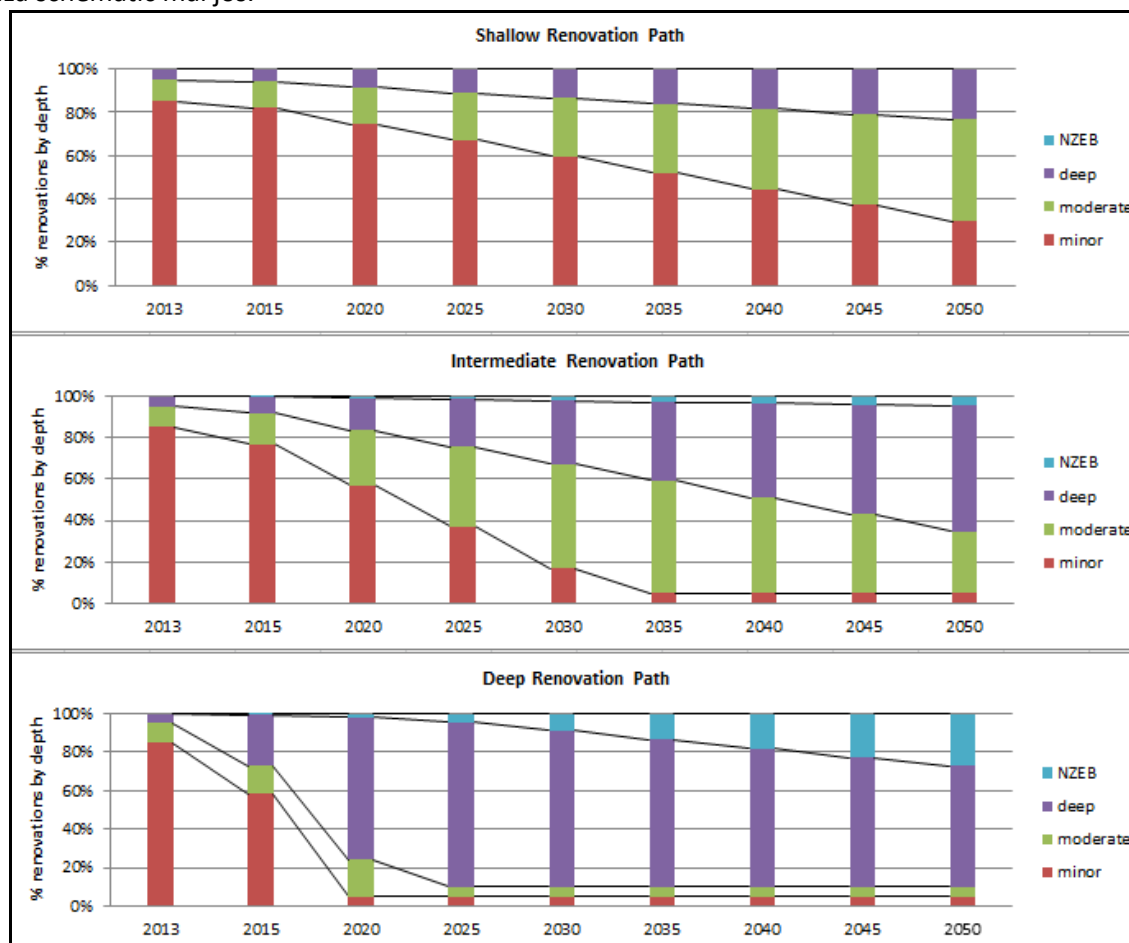 Shallow Renovation Path
% renovations by depth
100%
80%
60%
40%
20%
0%
2013 2015 2020 2025 2030 2035 2040 2045 2050
NZEB
deep
moderate
minor
Intermediate Renovation Path
% renovations by depth
100%
80%
60%
40%
20%
0%
2013 2015 2020 2025 2030 2035 2040 2045 2050
NZEB
deep
moderate
minor
Deep Renovation Path
% renovations by depth
100%
80%
60%
40%
20%
0%
2013 2015 2020 2025 2030 2035 2040 2045 2050
NZEB
deep
moderate
minor